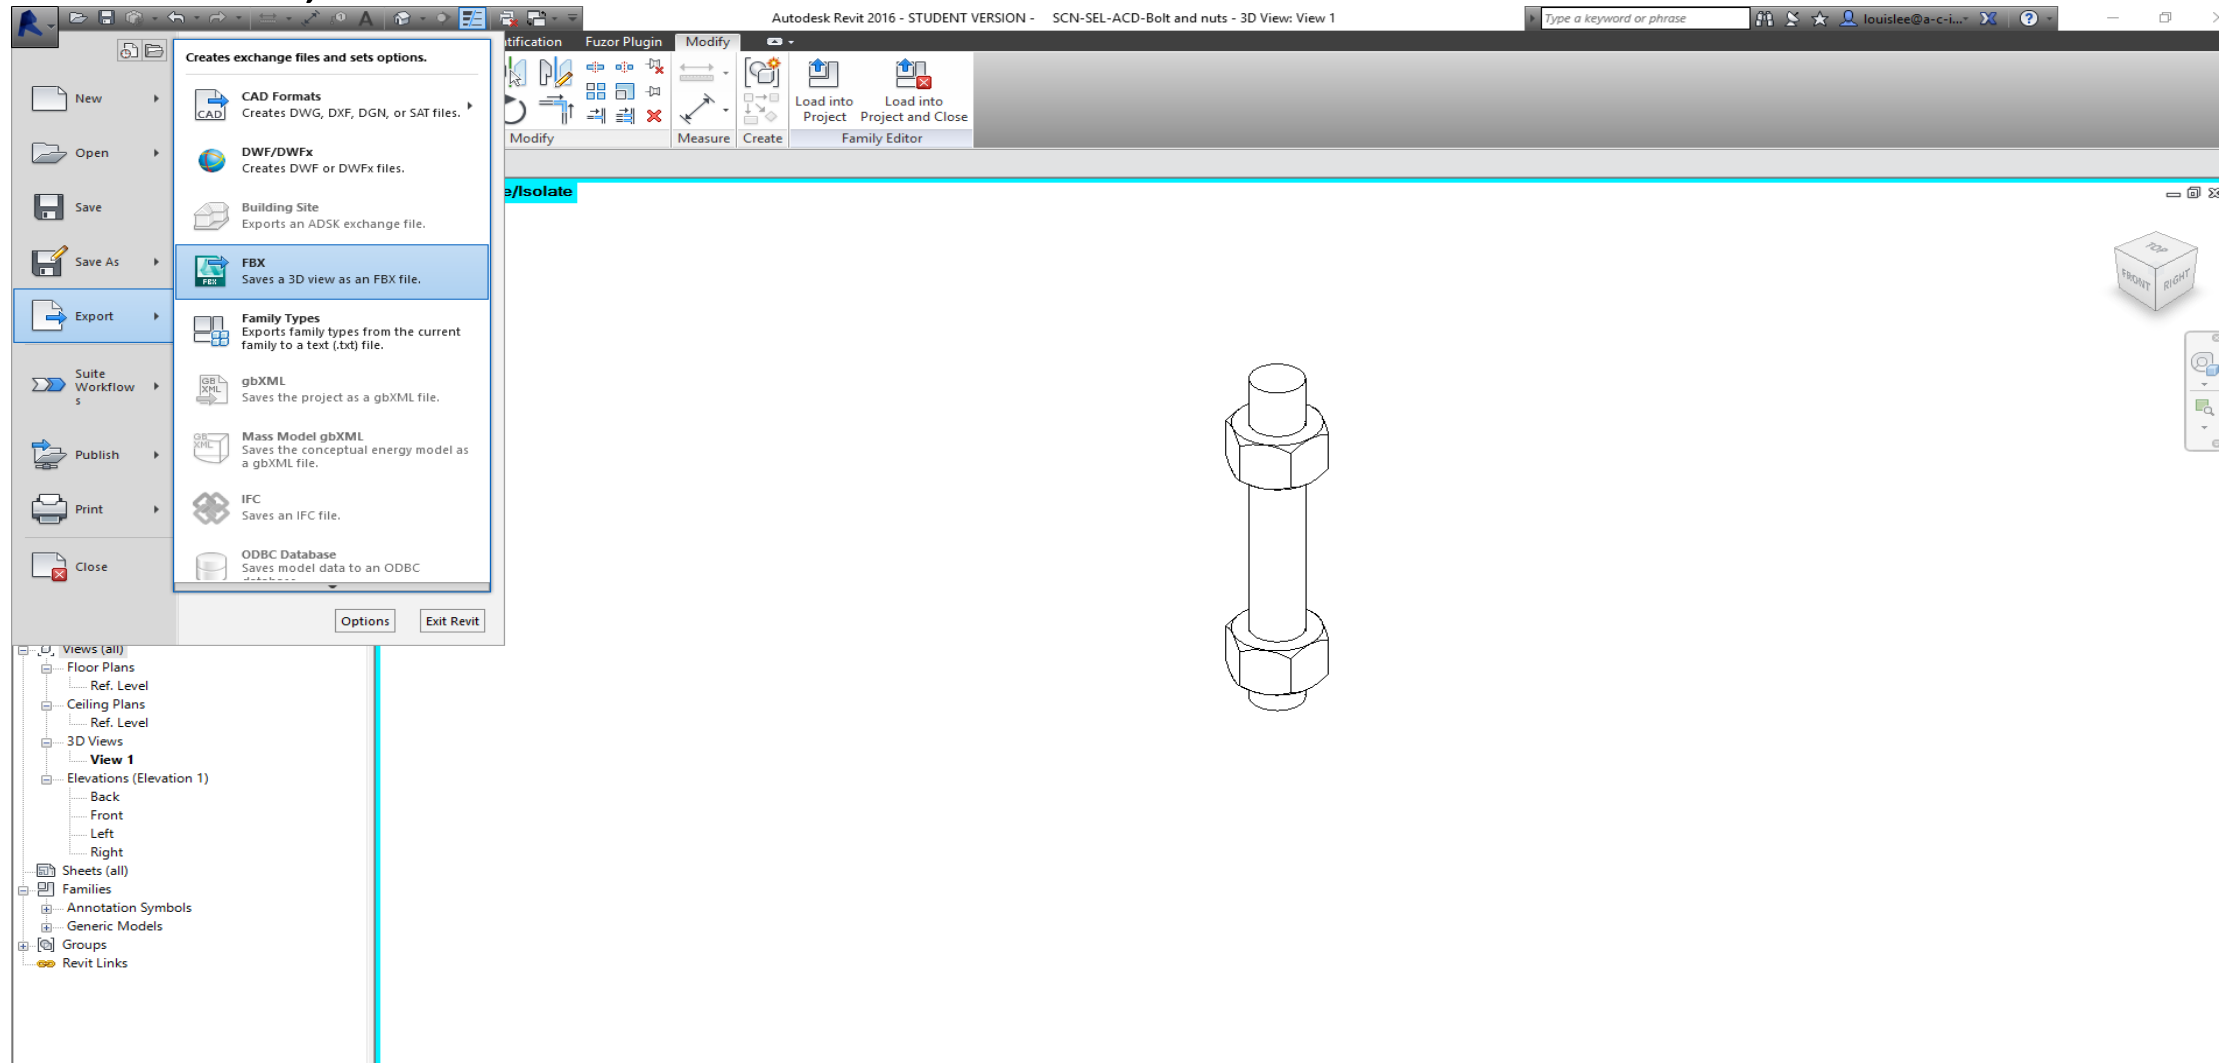 Autodesk Revit 2016 - STUDENT VERSION - SCN-SEL-ACD-Bolt and nuts - 3D View: View 1
Type a keyword or phrase
louislee@a-c-i...
Fuzor Plugin
Modify
Creates exchange files and sets options.
New
Open
Save
Save As
Export
Suite
Workflow
s
Publish
Print
Close
CAD Formats
Creates DWG, DXF, DGN, or SAT files.
CAD
DWF/DWFx
Creates DWF or DWFx files.
Building Site
Exports an ADSK exchange file.
FBX
Saves a 3D view as an FBX file.
FBX
Family Types
Exports family types from the current
family to a text (.txt) file.
gbXML
Saves the project as a gbXML file.
GB
XML
Mass Model gbXML
Saves the conceptual energy model as
a gbXML file.
IFC
Saves an IFC file.
ODBC Database
Saves model data to an ODBC
Options
Exit Revit
Load into
Project
Load into
Project and Close
Modify
Measure
Create
Family Editor
e/Isolate
TOP
FRONT
RIGHT
Views (all)
Floor Plans
Ref. Level
Ceiling Plans
Ref. Level
3D Views
View 1
Elevations (Elevation 1)
Back
Front
Left
Right
Sheets (all)
Families
Annotation Symbols
Generic Models
Groups
Revit Links